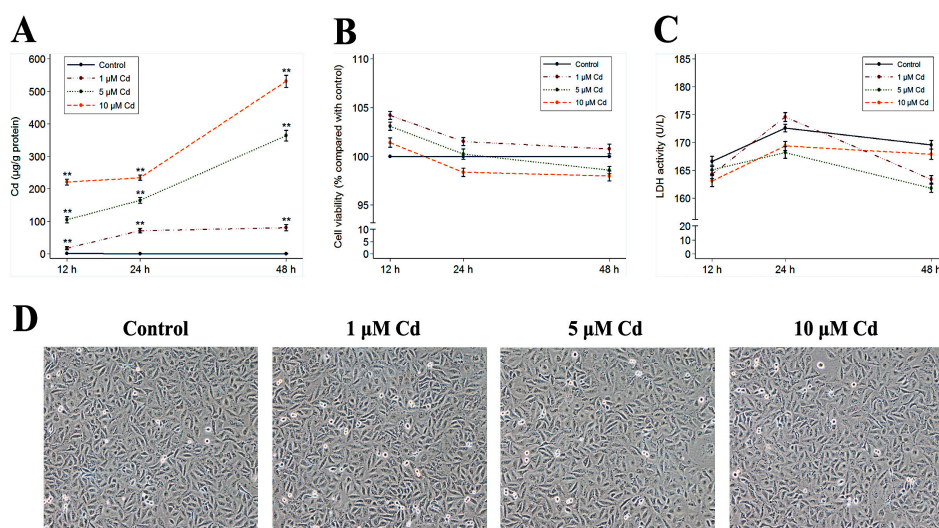 A
Cd (µg/g protein)
600
500
400
300
200
100
0
12 h
24 h
48 h
Control
1 µM Cd
5 µM Cd
10 µM Cd
**
**
**
**
**
**
**
**
**
B
Cell viability (% compared with control)
110
105
100
95
10
5
0
12 h
24 h
48 h
Control
1 µM Cd
5 µM Cd
10 µM Cd
C
LDH activity (U/L)
185
180
175
170
165
160
20
10
0
12 h
24 h
48 h
Control
1 µM Cd
5 µM Cd
10 µM Cd
D
Control
1 µM Cd
5 µM Cd
10 µM Cd